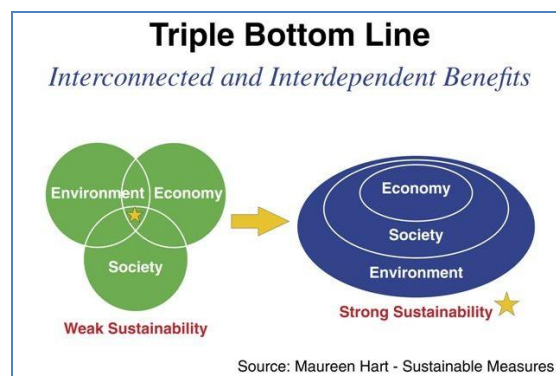 Triple Bottom Line
Interconnected and Interdependent Benefits
Environment
Economy
Society
Weak Sustainability
Economy
Society
Environment
Strong Sustainability
Source: Maureen Hart - Sustainable Measures